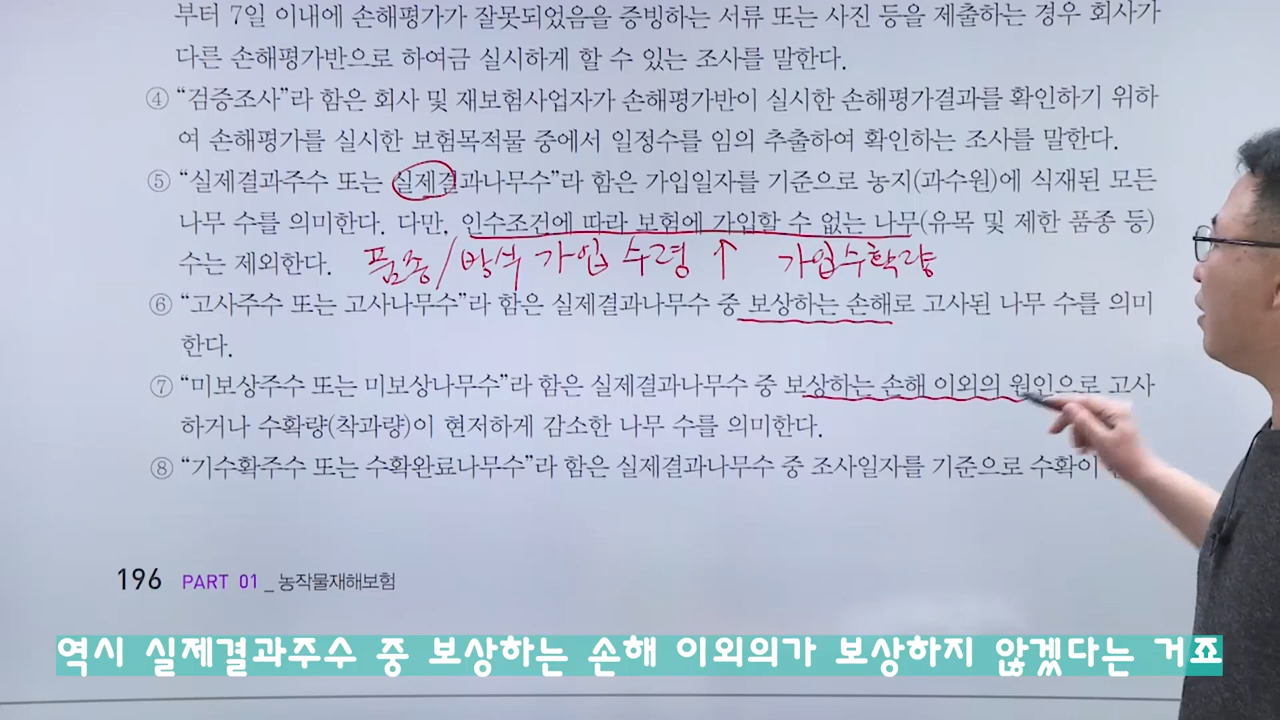 부터 7일 이내에 손해평가가 잘못되었음을 증빙하는 서류 또는 사진 등을 제출하는 경우 회사가
다른 손해평가반으로 하여금 실시하게 할 수 있는 조사를 말한다.
④ “검증조사”라 함은 회사 및 재보험사업자가 손해평가반이 실시한 손해평가결과를 확인하기 위하
여 손해평가를 실시한 보험목적물 중에서 일정수를 임의 추출하여 확인하는 조사를 말한다.
⑤ “실제결과주수 또는 실제결과나무수”라 함은 가입일자를 기준으로 농지(과수원)에 식재된 모든
나무 수를 의미한다. 다만, 인수조건에 따라 보험에 가입할 수 없는 나무(유목 및 제한 품종 등)
수는 제외한다. 품종/방식 가입 수령 ↑ 가입수확량
⑥ “고사주수 또는 고사나무수”라 함은 실제결과나무수 중 보상하는 손해로 고사된 나무 수를 의미
한다.
⑦ “미보상주수 또는 미보상나무수”라 함은 실제결과나무수 중 보상하는 손해 이외의 원인으로 고사
하거나 수확량(착과량)이 현저하게 감소한 나무 수를 의미한다.
⑧ “기수확주수 또는 수확완료나무수”라 함은 실제결과나무수 중 조사일자를 기준으로 수확이
196 PART 01 _ 농작물재해보험
역시 실제결과주수 중 보상하는 손해 이외의가 보상하지 않겠다는 거죠